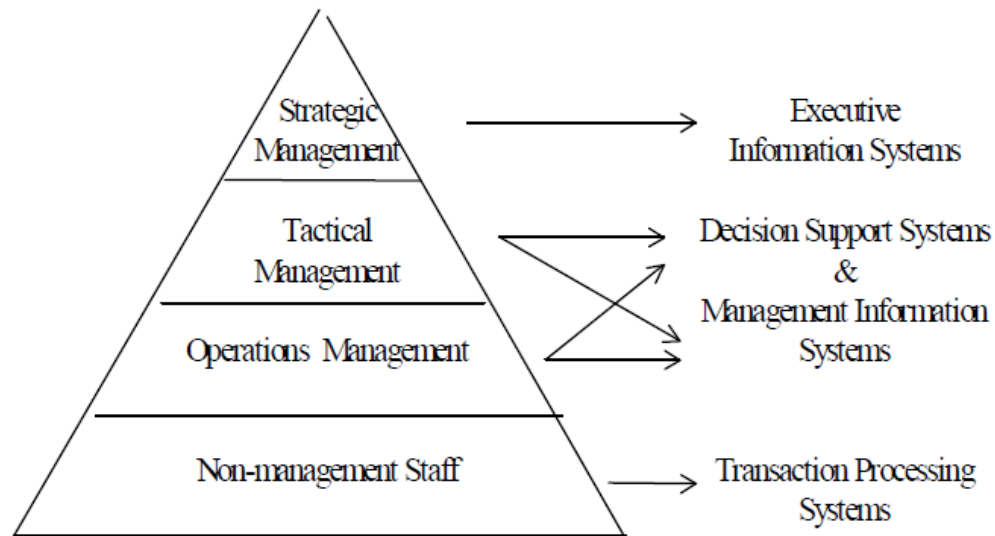 Strategic
Management
Executive
Information Systems
Tactical
Management
Decision Support Systems
&
Management Information
Systems
Operations Management
Non-management Staff
Transaction Processing
Systems